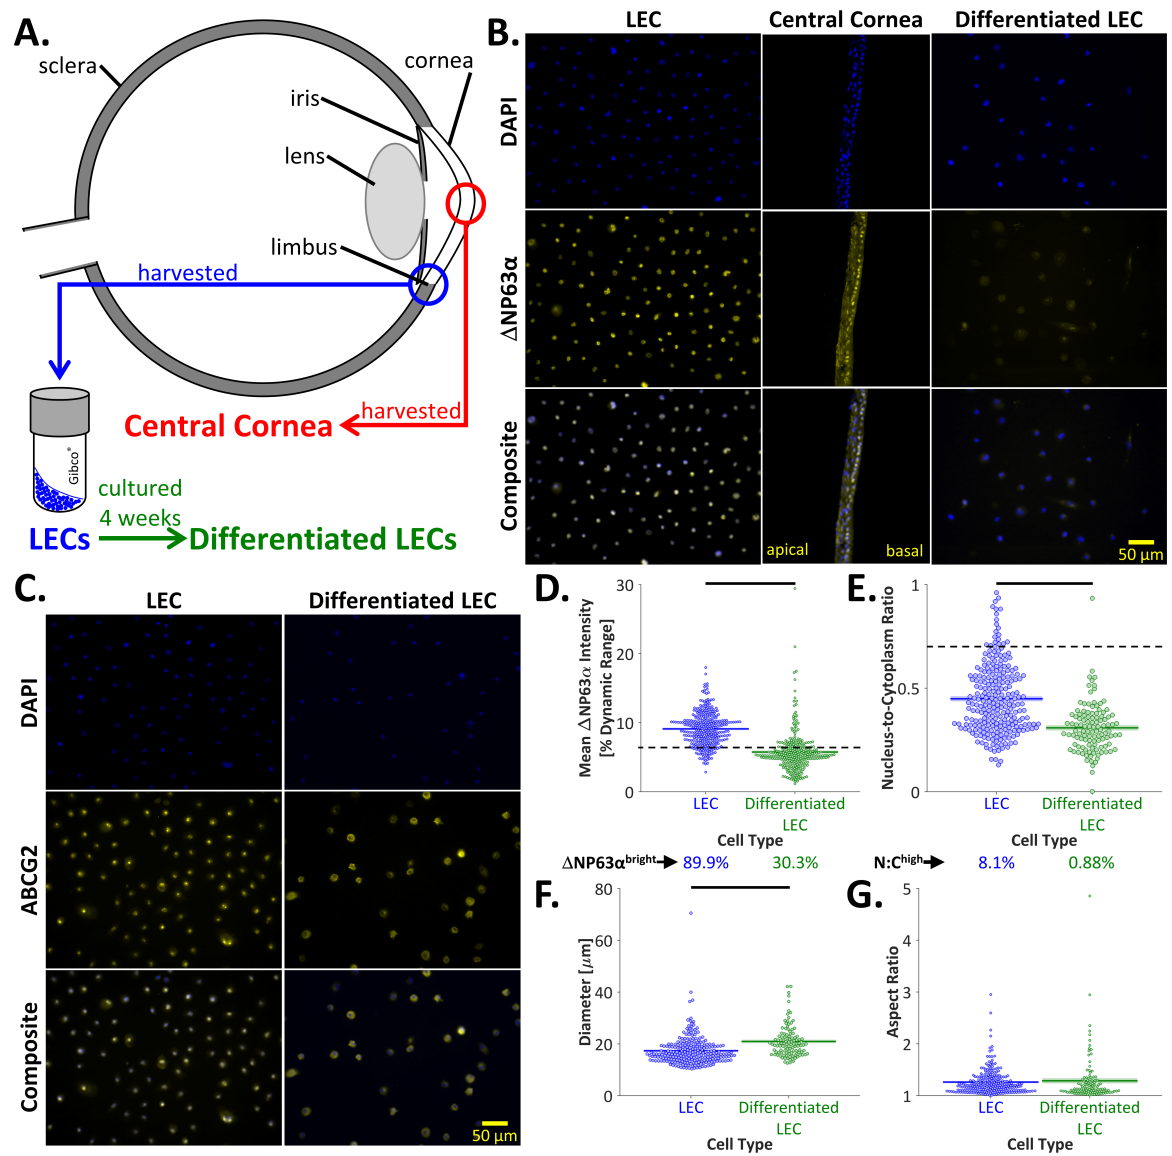 A.
sclera
cornea
iris
lens
limbus
harvested
harvested
Central Cornea
Gibco®
cultured
4 weeks
LECs
Differentiated LECs
B.
LEC
Central Cornea
Differentiated LEC
DAPI
ΔNP63α
Composite
apical
basal
50 µm
C.
LEC
Differentiated LEC
DAPI
ABCG2
Composite
50 µm
D.
Mean ΔNP63α Intensity
[% Dynamic Range]
30
20
10
0
LEC
Differentiated
LEC
Cell Type
ΔNP63αbright
89.9%
30.3%
E.
Nucleus-to-Cytoplasm Ratio
1
0.5
0
LEC
Differentiated
LEC
Cell Type
N:Chigh
8.1%
0.88%
F.
Diameter [µm]
80
60
40
20
0
LEC
Differentiated
LEC
Cell Type
G.
Aspect Ratio
5
4
3
2
1
LEC
Differentiated
LEC
Cell Type